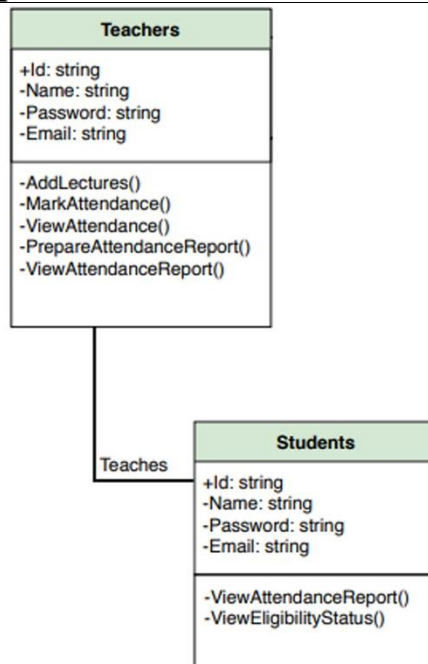 Teachers
+Id: string
-Name: string
-Password: string
-Email: string
-AddLectures()
-MarkAttendance()
-ViewAttendance()
-PrepareAttendanceReport()
-ViewAttendanceReport()
Teaches
Students
+Id: string
-Name: string
-Password: string
-Email: string
-ViewAttendanceReport()
-ViewEligibilityStatus()